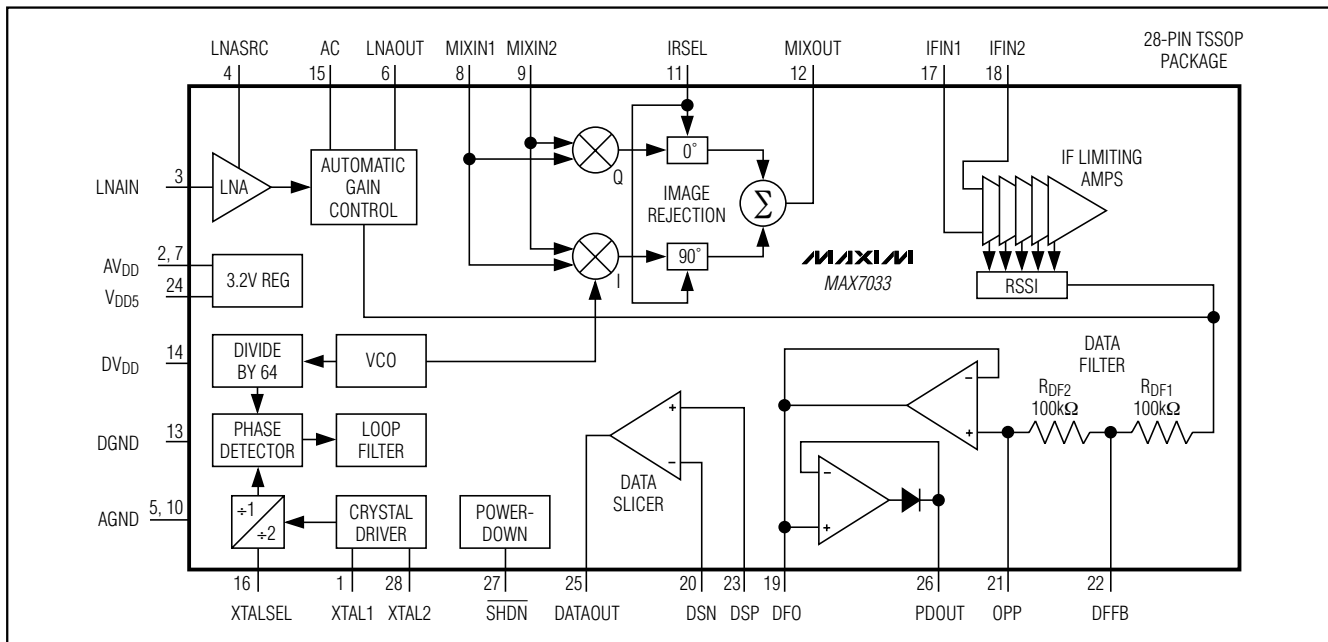 LNASRC
4
AC
15
LNAOUT
6
MIXIN1
8
MIXIN2
9
IRSEL
11
MIXOUT
12
IFIN1
17
IFIN2
18
28-PIN TSSOP
PACKAGE
LNAIN
3
LNA
AUTOMATIC
GAIN
CONTROL
Q
0°
IMAGE
REJECTION
Σ
I
90°
MAXIM
MAX7033
IF LIMITING
AMPS
RSSI
AVDD
2, 7
VDD5
24
3.2V REG
DVDD
14
DIVIDE
BY 64
VCO
DGND
13
PHASE
DETECTOR
LOOP
FILTER
AGND
5, 10
÷1
÷2
CRYSTAL
DRIVER
POWER-
DOWN
+
−
DATA
SLICER
−
+
−
+
DATA
FILTER
RDF2
100kΩ
RDF1
100kΩ
16
XTALSEL
1
XTAL1
28
XTAL2
27
SHDN
25
DATAOUT
20
DSN
23
DSP
19
DFO
26
PDOUT
21
OPP
22
DFFB